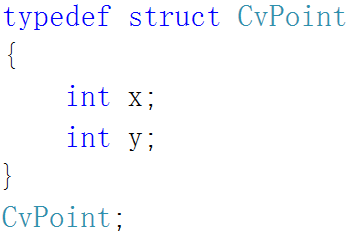 typedef struct CvPoint
{
    int x;
    int y;
}
CvPoint;